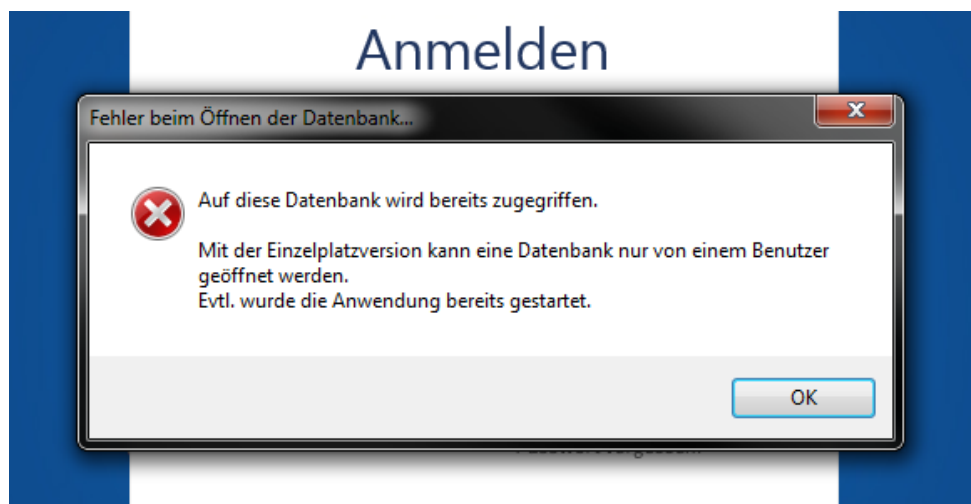 Anmelden
Fehler beim Öffnen der Datenbank...
Auf diese Datenbank wird bereits zugegriffen.
Mit der Einzelplatzversion kann eine Datenbank nur von einem Benutzer
geöffnet werden.
Evtl. wurde die Anwendung bereits gestartet.
OK